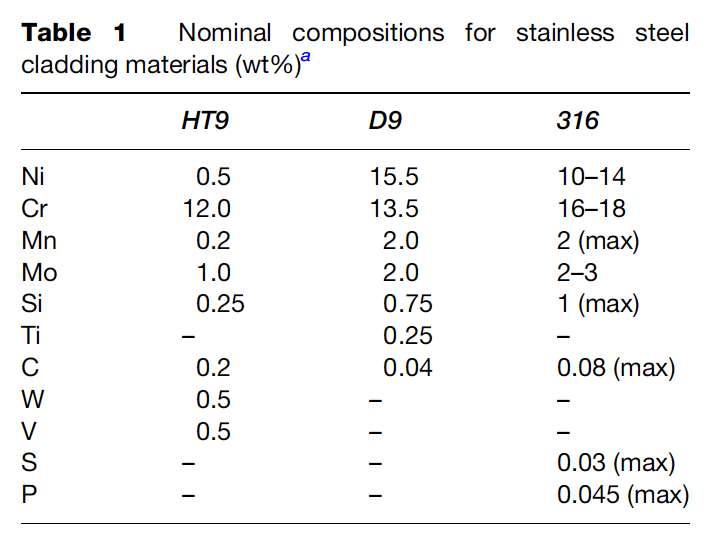 Table 1 Nominal compositions for stainless steel
cladding materials (wt%)a
HT9 D9 316
Ni 0.5 15.5 10–14
Cr 12.0 13.5 16–18
Mn 0.2 2.0 2 (max)
Mo 1.0 2.0 2–3
Si 0.25 0.75 1 (max)
Ti – 0.25 –
C 0.2 0.04 0.08 (max)
W 0.5 – –
V 0.5 – –
S – – 0.03 (max)
P – – 0.045 (max)